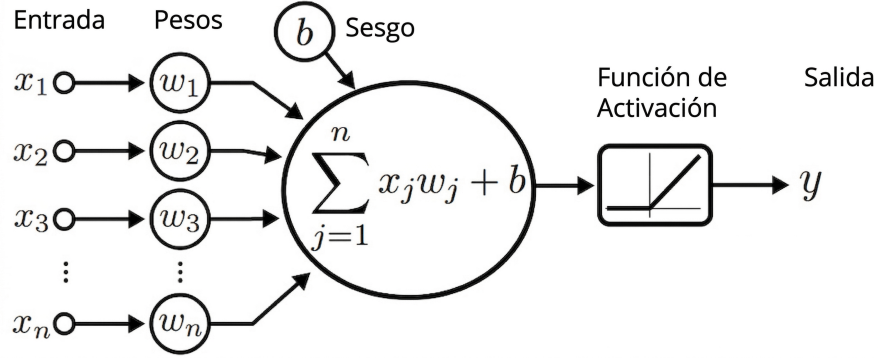 Entrada Pesos b Sesgo
x₁ w₁
Función de Activación
Salida
x₂ w₂
x₃ w₃
⋮ ⋮
xₙ wₙ
n
∑ xⱼwⱼ + b
j=1
y